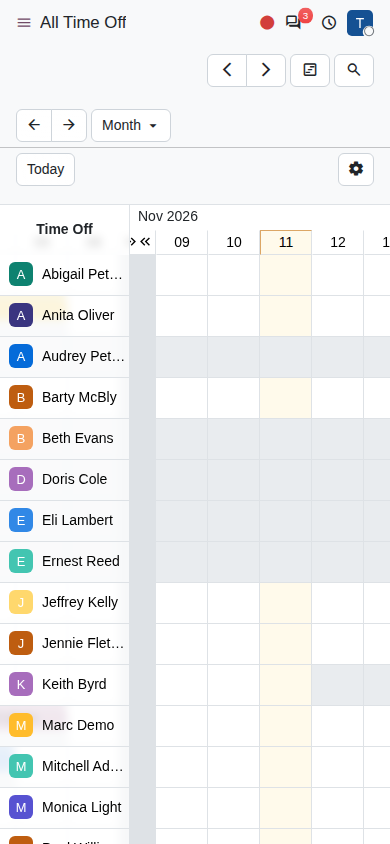 All Time Off
3
T
Month
Today
Nov 2026
Time Off
09 10 11 12 1
A Abigail Pet…
A Anita Oliver
A Audrey Pet…
B Barty McBly
B Beth Evans
D Doris Cole
E Eli Lambert
E Ernest Reed
J Jeffrey Kelly
J Jennie Flet…
K Keith Byrd
M Marc Demo
M Mitchell Ad…
M Monica Light